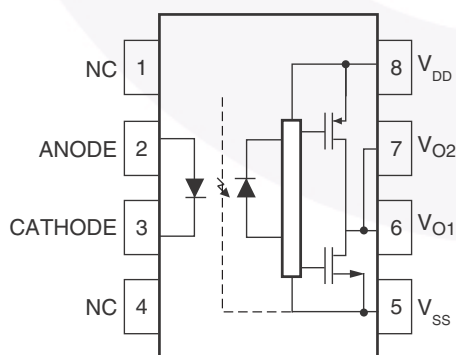 NC 1
ANODE 2
CATHODE 3
NC 4
8 VDD
7 VO2
6 VO1
5 VSS